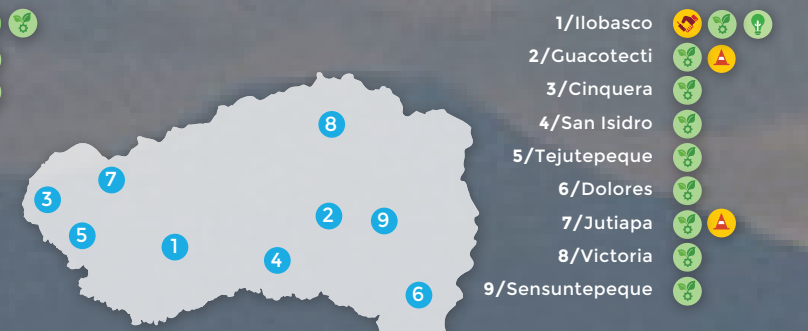 1/Ilobasco
2/Guacotecti
3/Cinquera
4/San Isidro
5/Tejutepeque
6/Dolores
7/Jutiapa
8/Victoria
9/Sensuntepeque
8
7
3
2
9
5
1
4
6